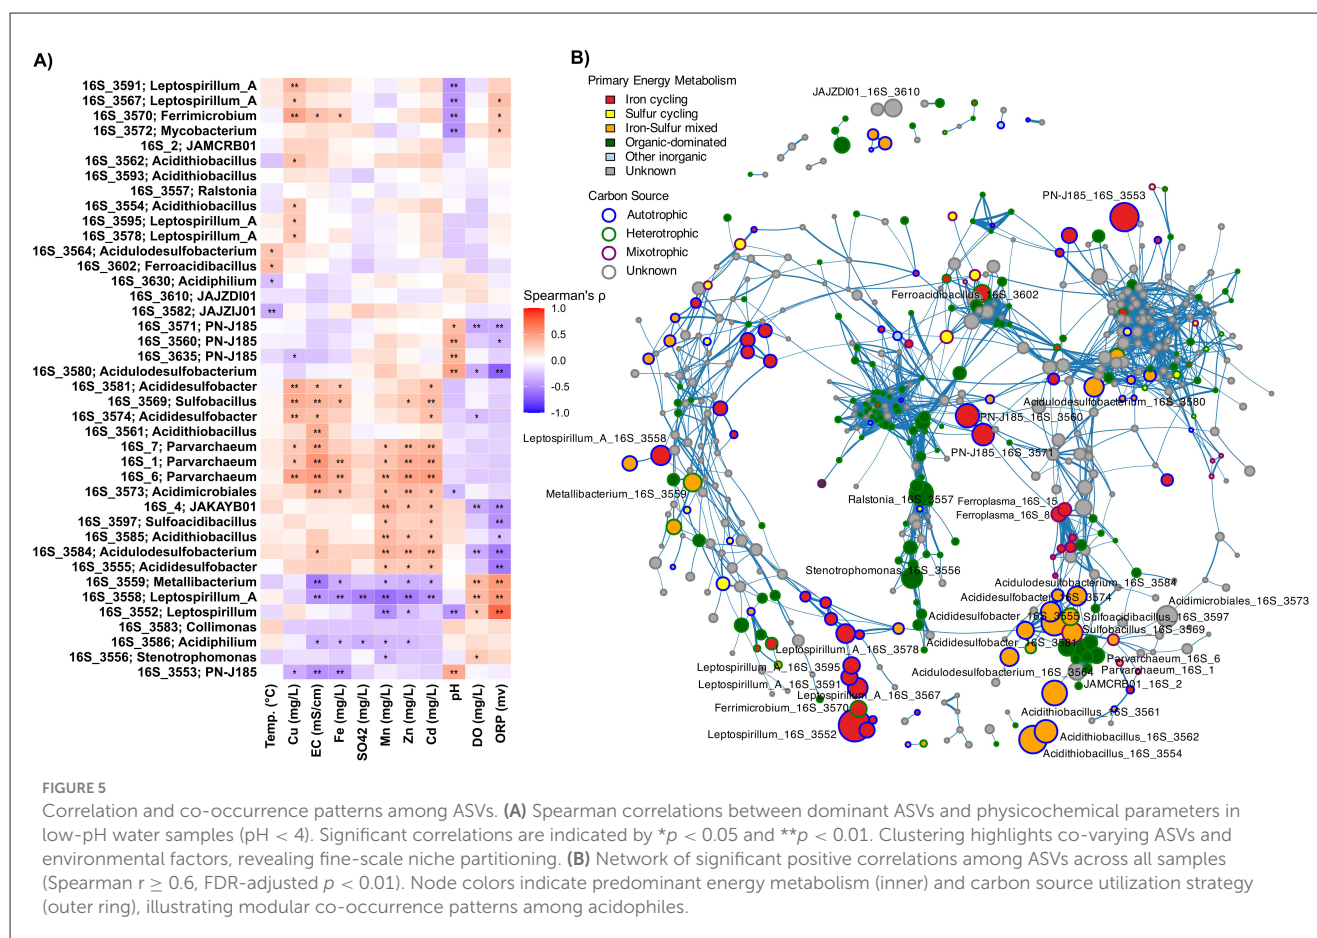 A)
16S_3591; Leptospirillum_A
16S_3567; Leptospirillum_A
16S_3570; Ferrimicrobium
16S_3572; Mycobacterium
16S_2; JAMCRB01
16S_3562; Acidithiobacillus
16S_3593; Acidithiobacillus
16S_3557; Ralstonia
16S_3554; Acidithiobacillus
16S_3595; Leptospirillum_A
16S_3578; Leptospirillum_A
16S_3564; Acidulodesulfobacterium
16S_3602; Ferroacidibacillus
16S_3630; Acidiphilium
16S_3610; JAJZDI01
16S_3582; JAJZIJ01
16S_3571; PN-J185
16S_3560; PN-J185
16S_3635; PN-J185
16S_3580; Acidulodesulfobacterium
16S_3581; Acididesulfobacter
16S_3569; Sulfobacillus
16S_3574; Acididesulfobacter
16S_3561; Acidithiobacillus
16S_7; Parvarchaeum
16S_1; Parvarchaeum
16S_6; Parvarchaeum
16S_3573; Acidimicrobiales
16S_4; JAKAYB01
16S_3597; Sulfoacidibacillus
16S_3585; Acidithiobacillus
16S_3584; Acidulodesulfobacterium
16S_3555; Acididesulfobacter
16S_3559; Metallibacterium
16S_3558; Leptospirillum_A
16S_3552; Leptospirillum
16S_3583; Collimonas
16S_3586; Acidiphilium
16S_3556; Stenotrophomonas
16S_3553; PN-J185
Temp. (°C)
Cu (mg/L)
EC (mS/cm)
Fe (mg/L)
SO42 (mg/L)
Mn (mg/L)
Zn (mg/L)
Cd (mg/L)
pH
DO (mg/L)
ORP (mv)
Spearman's ρ
1.0
0.5
0.0
-0.5
-1.0
B)
Primary Energy Metabolism
Iron cycling
Sulfur cycling
Iron-Sulfur mixed
Organic-dominated
Other inorganic
Unknown
Carbon Source
Autotrophic
Heterotrophic
Mixotrophic
Unknown
JAJZDI01_16S_3610
PN-J185_16S_3553
Ferroacidibacillus_16S_3602
Acidulodesulfobacterium_16S_3580
PN-J185_16S_3560
PN-J185_16S_3571
Leptospirillum_A_16S_3558
Metallibacterium_16S_3559
Ralstonia_16S_3557
Ferroplasma_16S_15
Ferroplasma_16S_8
Stenotrophomonas_16S_3556
Acidulodesulfobacterium_16S_3584
Acididesulfobacter_16S_3574
Acidimicrobiales_16S_3573
Acididesulfobacter_16S_3555
Sulfoacidibacillus_16S_3597
Sulfobacillus_16S_3569
Acididesulfobacter_16S_3581
Leptospirillum_A_16S_3578
Parvarchaeum_16S_6
Leptospirillum_A_16S_3595
Acidulodesulfobacterium_16S_3564
Parvarchaeum_16S_1
Leptospirillum_A_16S_3591
JAMCRB01_16S_2
Leptospirillum_A_16S_3567
Ferrimicrobium_16S_3570
Acidithiobacillus_16S_3561
Leptospirillum_16S_3552
Acidithiobacillus_16S_3562
Acidithiobacillus_16S_3554
FIGURE 5
Correlation and co-occurrence patterns among ASVs. (A) Spearman correlations between dominant ASVs and physicochemical parameters in
low-pH water samples (pH < 4). Significant correlations are indicated by *p < 0.05 and **p < 0.01. Clustering highlights co-varying ASVs and
environmental factors, revealing fine-scale niche partitioning. (B) Network of significant positive correlations among ASVs across all samples
(Spearman r ≥ 0.6, FDR-adjusted p < 0.01). Node colors indicate predominant energy metabolism (inner) and carbon source utilization strategy
(outer ring), illustrating modular co-occurrence patterns among acidophiles.